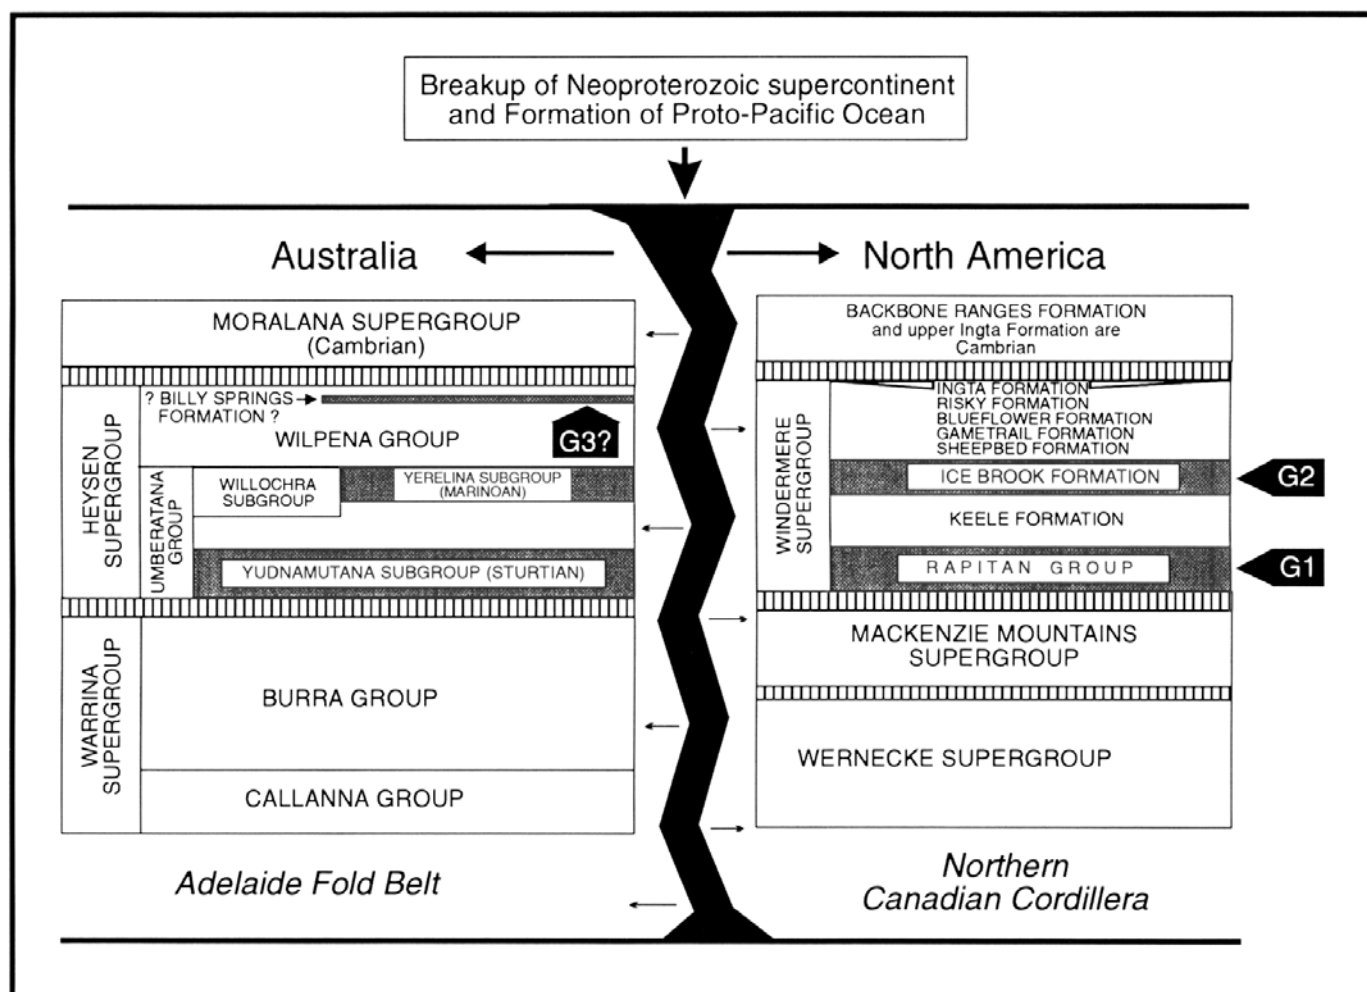 Breakup of Neoproterozoic supercontinent
and Formation of Proto-Pacific Ocean
Australia
North America
MORALANA SUPERGROUP
(Cambrian)
? BILLY SPRINGS
FORMATION ?
WILPENA GROUP
G3?
HEYSEN
SUPERGROUP
UMBERATANA
GROUP
WILLOCHRA
SUBGROUP
YERELINA SUBGROUP
(MARINOAN)
YUDNAMUTANA SUBGROUP (STURTIAN)
WARRINA
SUPERGROUP
BURRA GROUP
CALLANNA GROUP
Adelaide Fold Belt
BACKBONE RANGES FORMATION
and upper Ingta Formation are
Cambrian
WINDERMERE
SUPERGROUP
INGTA FORMATION
RISKY FORMATION
BLUEFLOWER FORMATION
GAMETRAIL FORMATION
SHEEPBED FORMATION
ICE BROOK FORMATION
G2
KEELE FORMATION
RAPITAN GROUP
G1
MACKENZIE MOUNTAINS
SUPERGROUP
WERNECKE SUPERGROUP
Northern
Canadian Cordillera